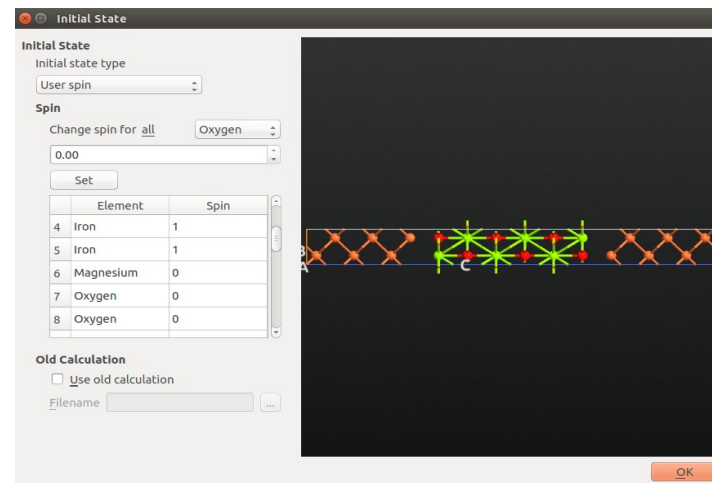 Initial State
Initial State
Initial state type
User spin
Spin
Change spin for all Oxygen
0.00
Set
Element Spin
4 Iron 1
5 Iron 1
6 Magnesium 0
7 Oxygen 0
8 Oxygen 0
Old Calculation
Use old calculation
Filename ...
B
A C
OK